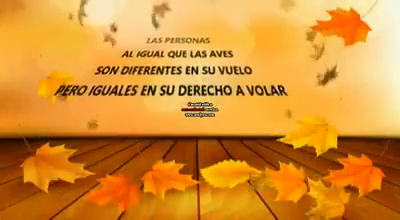 LAS PERSONAS
AL IGUAL QUE LAS AVES
SON DIFERENTES EN SU VUELO
PERO IGUALES EN SU DERECHO A VOLAR